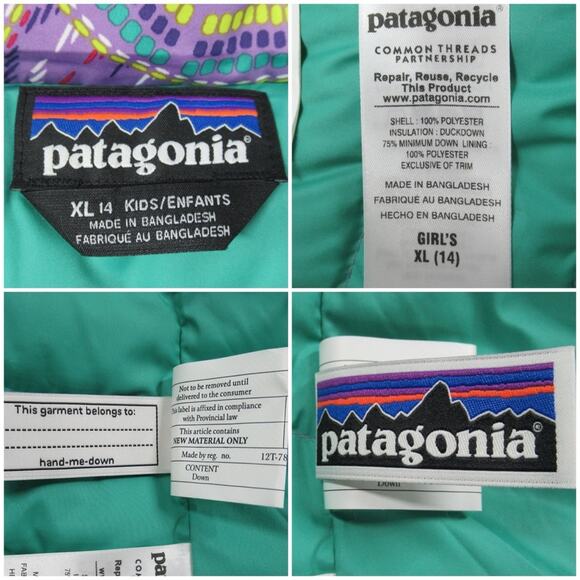 patagonia®
XL 14 KIDS/ENFANTS
MADE IN BANGLADESH
FABRIQUÉ AU BANGLADESH
patagonia®
COMMON THREADS
PARTNERSHIP
Repair, Reuse, Recycle
This Product
www.patagonia.com
SHELL : 100% POLYESTER
INSULATION : DUCKDOWN
75% MINIMUM DOWN LINING :
100% POLYESTER
EXCLUSIVE OF TRIM
MADE IN BANGLADESH
FABRIQUE AU BANGLADESH
HECHO EN BANGLADESH
GIRL'S
XL (14)
This garment belongs to:
hand-me-down
Not to be removed until
delivered to the consumer
This label is affixed in compliance
with Provincial law
This article contains
NEW MATERIAL ONLY
Made by reg. no. 12T-78
CONTENT
Down
pata
patagonia®
Down